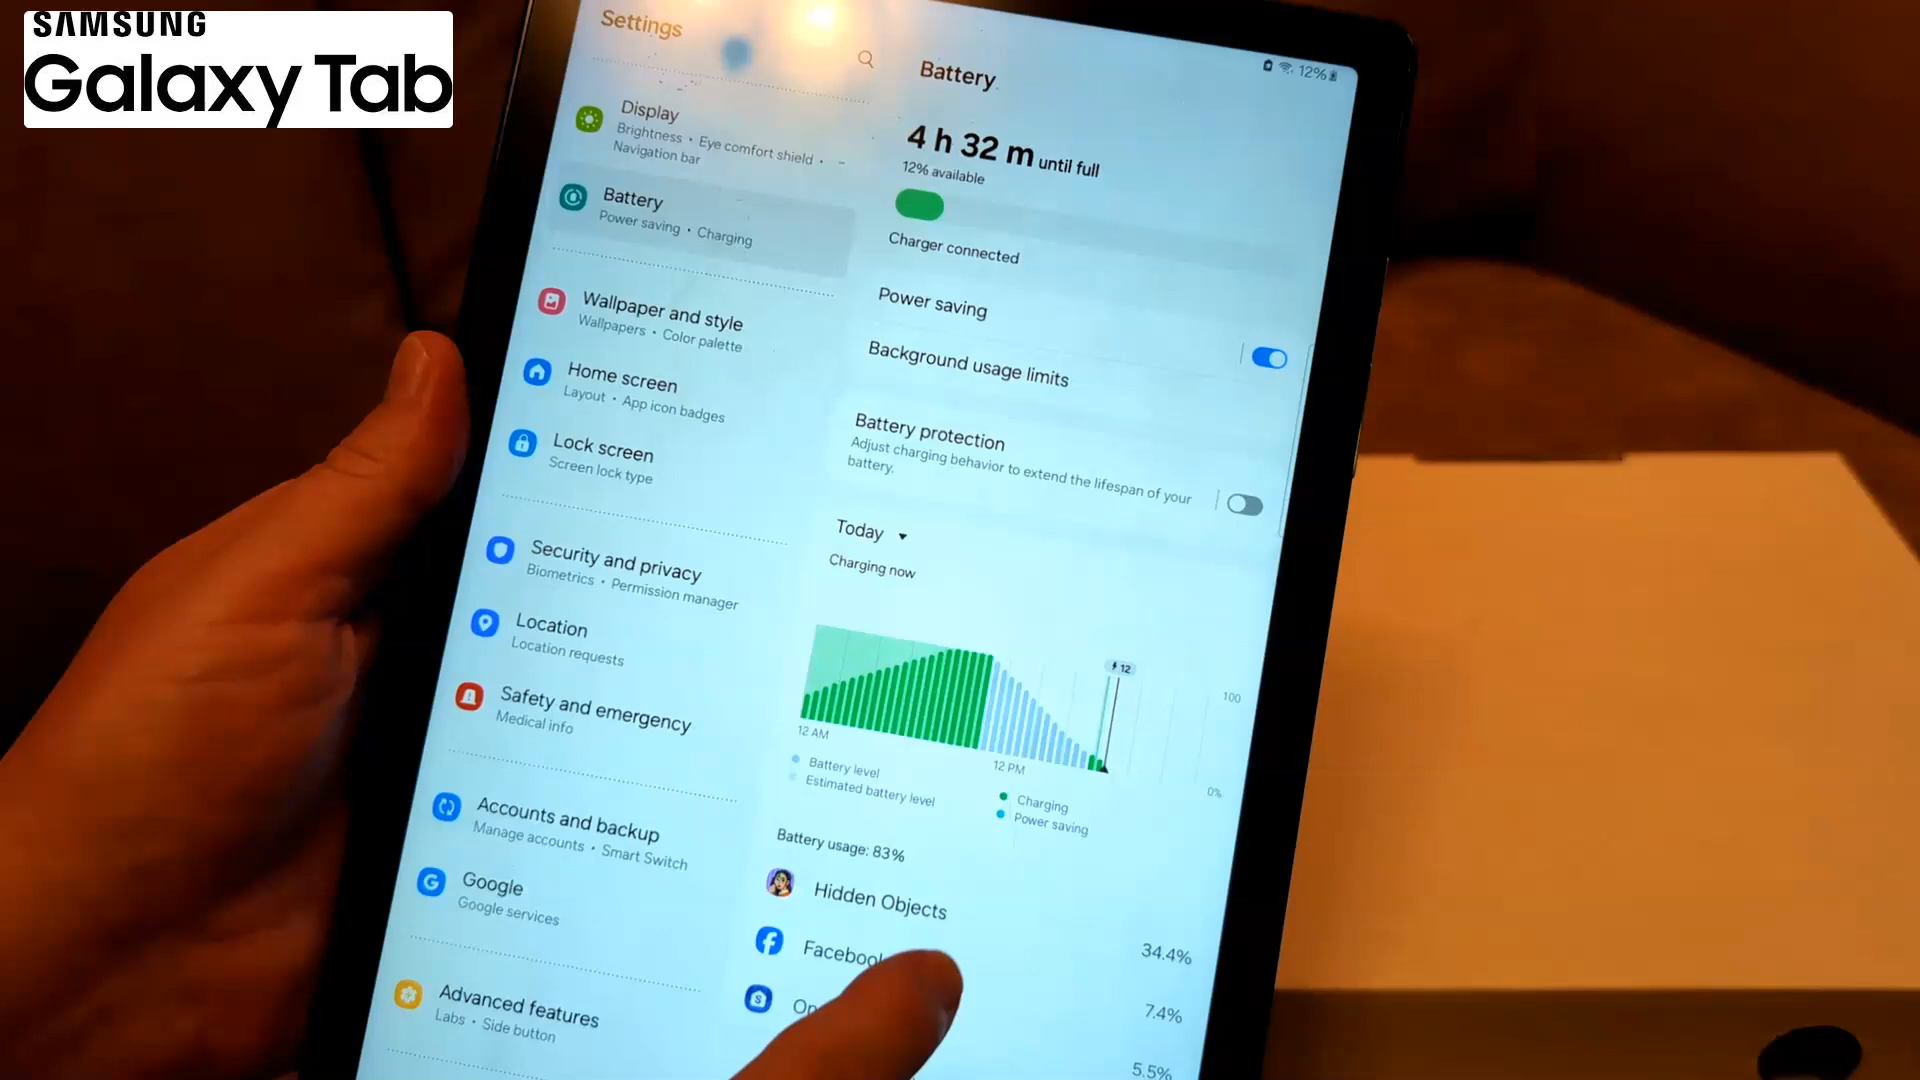 SAMSUNG
Galaxy Tab
Settings
Display
Brightness • Eye comfort shield •
Navigation bar
Battery
Power saving • Charging
Wallpaper and style
Wallpapers • Color palette
Home screen
Layout • App icon badges
Lock screen
Screen lock type
Security and privacy
Biometrics • Permission manager
Location
Location requests
Safety and emergency
Medical info
Accounts and backup
Manage accounts • Smart Switch
Google
Google services
Advanced features
Labs • Side button
12%
Battery
4 h 32 m until full
12% available
Charger connected
Power saving
Background usage limits
Battery protection
Adjust charging behavior to extend the lifespan of your
battery.
Today
Charging now
12
100
0%
12 AM
12 PM
Battery level
Estimated battery level
Charging
Power saving
Battery usage: 83%
Hidden Objects
34.4%
Facebook
7.4%
5.5%